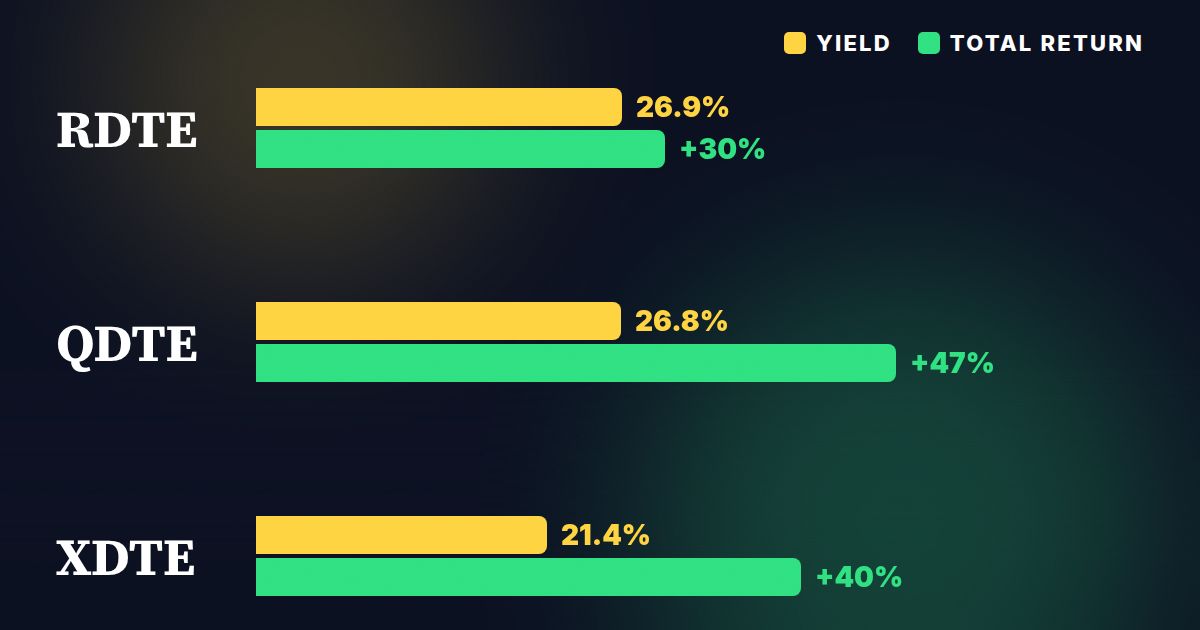 YIELD TOTAL RETURN
RDTE
26.9%
+30%
QDTE
26.8%
+47%
XDTE
21.4%
+40%